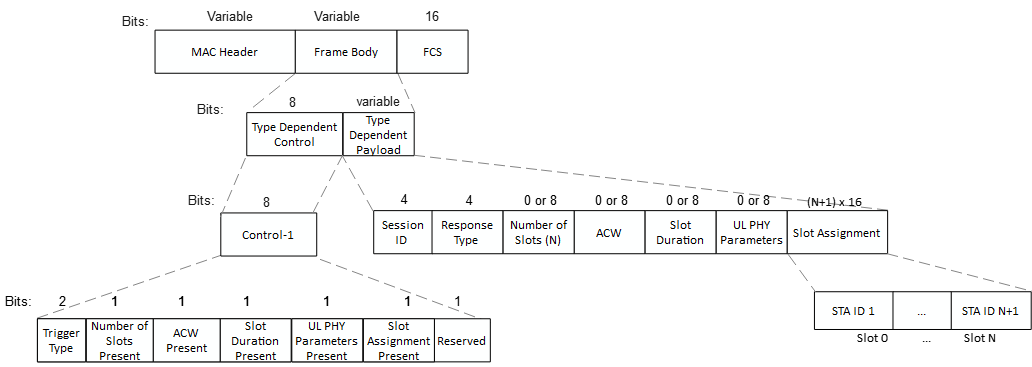 Bits: Variable Variable 16
MAC Header Frame Body FCS
Bits: 8 variable
Type Dependent Control Type Dependent Payload
Bits: 8
Control-1
4 4 0 or 8 0 or 8 0 or 8 0 or 8 (N+1) x 16
Session ID Response Type Number of Slots (N) ACW Slot Duration UL PHY Parameters Slot Assignment
Bits: 2 1 1 1 1 1 1
Trigger Type Number of Slots Present ACW Present Slot Duration Present UL PHY Parameters Present Slot Assignment Present Reserved
STA ID 1 ... STA ID N+1
Slot 0 ... Slot N